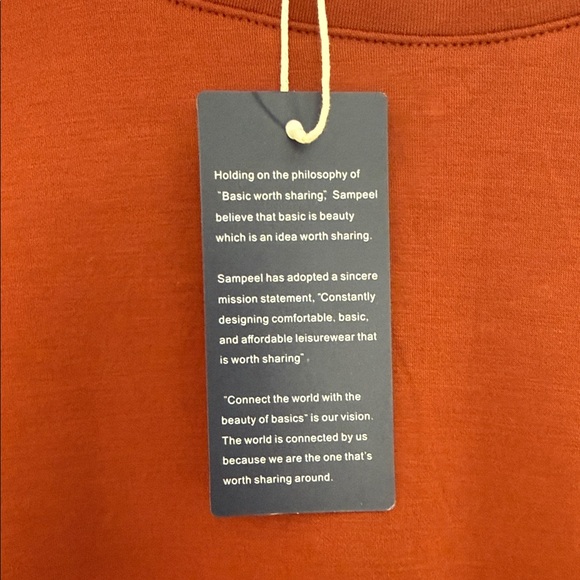 Holding on the philosophy of
"Basic worth sharing", Sampeel
believe that basic is beauty
which is an idea worth sharing.
Sampeel has adopted a sincere
mission statement, "Constantly
designing comfortable, basic,
and affordable leisurewear that
is worth sharing".
"Connect the world with the
beauty of basics" is our vision.
The world is connected by us
because we are the one that's
worth sharing around.